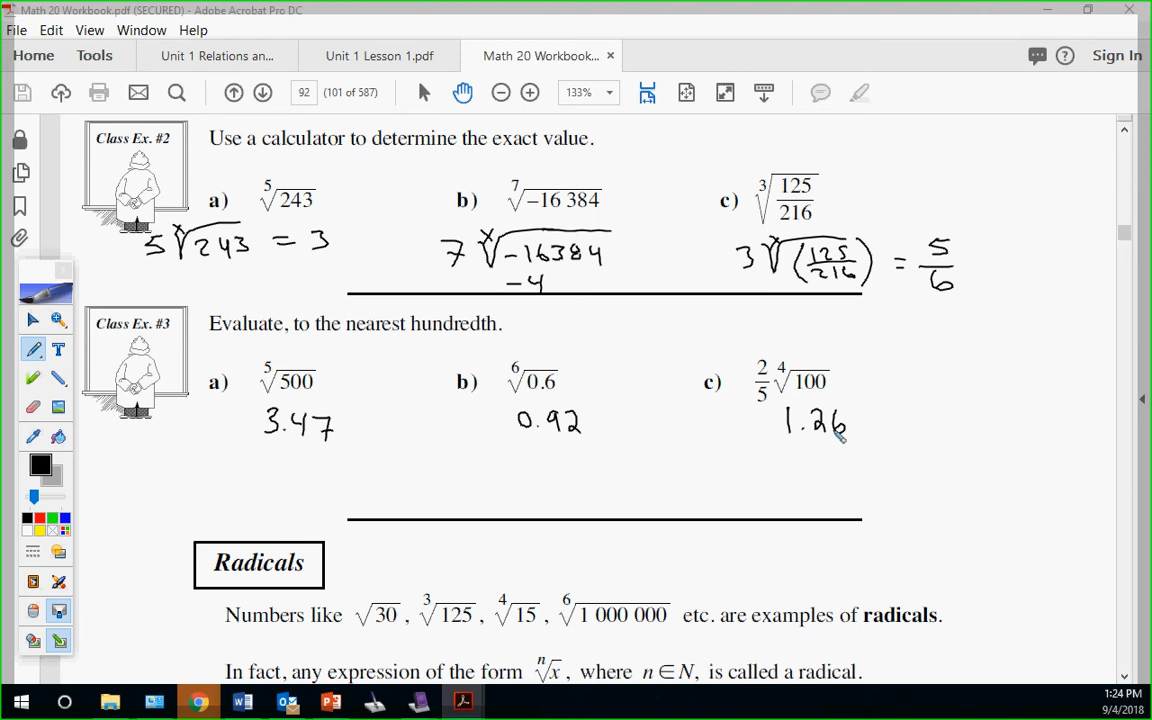 Math 20 Workbook.pdf (SECURED) - Adobe Acrobat Pro DC
File Edit View Window Help
Home Tools Unit 1 Relations an... Unit 1 Lesson 1.pdf Math 20 Workbook... × Sign In
92 (101 of 587) 133%
Class Ex. #2 Use a calculator to determine the exact value.
a) ⁵√243 b) ⁷√−16 384 c) ³√(125/216)
5 ˣ√243 = 3 7 ˣ√−16384 3 ˣ√(125/216) = 5/6
−4
Class Ex. #3 Evaluate, to the nearest hundredth.
a) ⁵√500 b) ⁶√0.6 c) 2/5 ⁴√100
3.47 0.92 1.26
Radicals
Numbers like √30 , ³√125 , ⁴√15 , ⁶√1 000 000 etc. are examples of radicals.
In fact, any expression of the form ⁿ√x , where n ∈ N, is called a radical.
1:24 PM
9/4/2018